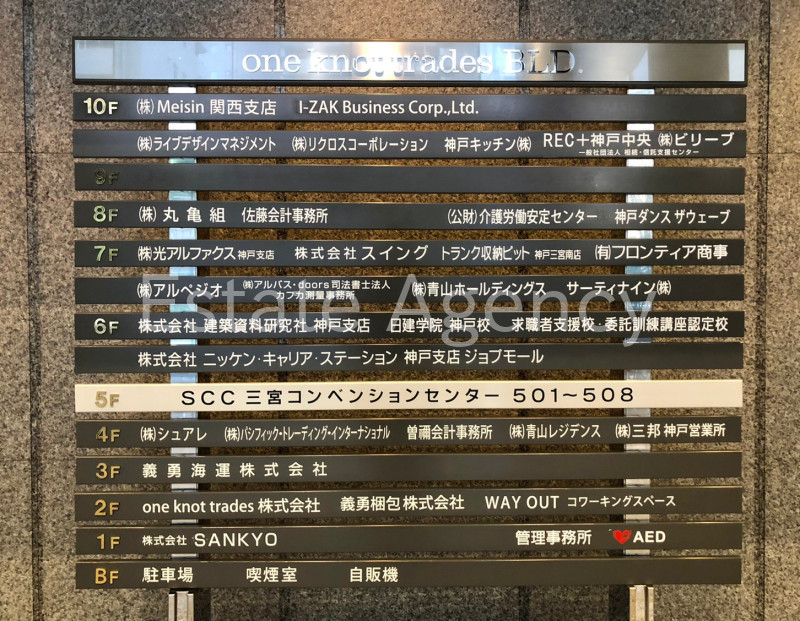 one knot trades BLD.
10F ㈱Meisin 関西支店 I-ZAK Business Corp.,Ltd.
㈱ライブデザインマネジメント ㈱リクロスコーポレーション 神戸キッチン㈱ REC＋神戸中央 ㈱ビリーブ
一般社団法人 相続・信託支援センター
9F
8F ㈱ 丸亀組 佐藤会計事務所 (公財)介護労働安定センター 神戸ダンス ザウェーブ
7F ㈱光アルファクス 神戸支店 株式会社スイング トランク収納ピット 神戸三宮南店 ㈲フロンティア商事
㈱アルペジオ ㈱アルバス・doors司法書士法人 ㈱青山ホールディングス サーティナイン㈱
カフカ測量事務所
6F 株式会社 建築資料研究社 神戸支店 日建学院 神戸校 求職者支援校・委託訓練講座認定校
株式会社 ニッケン・キャリア・ステーション 神戸支店 ジョブモール
5F SCC 三宮コンベンションセンター 501～508
4F ㈱シュアレ ㈱パシフィック・トレーディング・インターナショナル 曽禰会計事務所 ㈱青山レジデンス ㈱三邦 神戸営業所
3F 義勇海運株式会社
2F one knot trades 株式会社 義勇梱包株式会社 WAY OUT コワーキングスペース
1F 株式会社 SANKYO 管理事務所 AED
BF 駐車場 喫煙室 自販機
Estate Agency